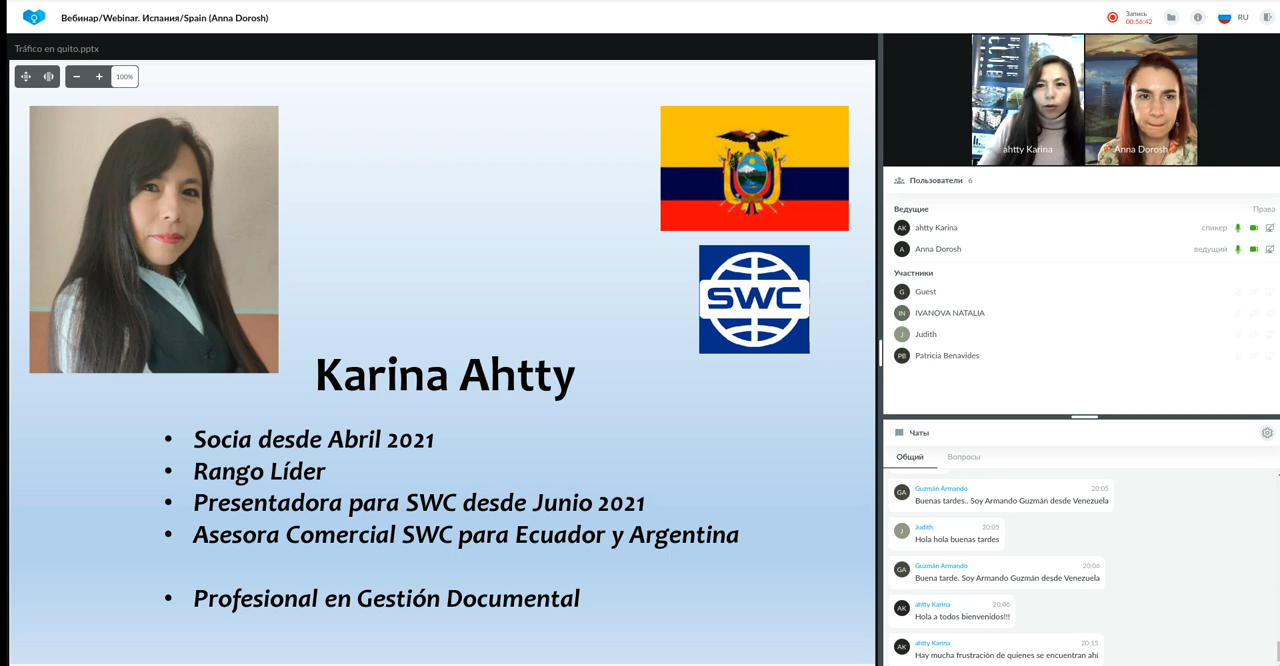 Вебинар/Webinar. Испания/Spain (Anna Dorosh)
Запись
00:56:42
RU
Tráfico en quito.pptx
100%
SWC
Karina Ahtty
• Socia desde Abril 2021
• Rango Líder
• Presentadora para SWC desde Junio 2021
• Asesora Comercial SWC para Ecuador y Argentina
• Profesional en Gestión Documental
ahtty Karina
Anna Dorosh
Пользователи 6
Ведущие Права
AK ahtty Karina спикер
A Anna Dorosh ведущий
Участники
G Guest
IN IVANOVA NATALIA
J Judith
PB Patricia Benavides
Чаты
Общий Вопросы
GA Guzmán Armando 20:05
Buenas tardes.. Soy Armando Guzmán desde Venezuela
J Judith 20:05
Hola hola buenas tardes
GA Guzmán Armando 20:06
Buena tarde. Soy Armando Guzmán desde Venezuela
AK ahtty Karina 20:06
Hola a todos bienvenidos!!!
AK ahtty Karina 20:15
Hay mucha frustración de quienes se encuentran ahí